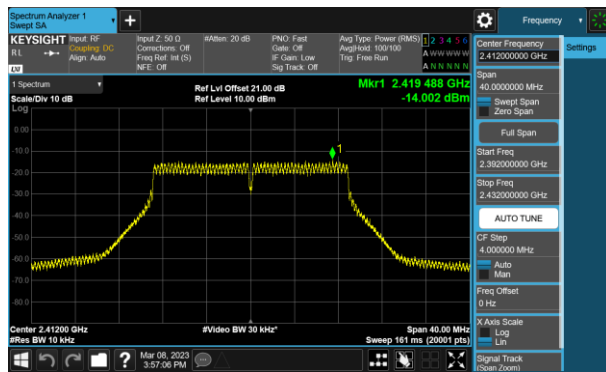 Spectrum Analyzer 1
Swept SA
+
Frequency
KEYSIGHT
RL
LNI
Input: RF
Coupling: DC
Align: Auto
Input Z: 50 Ω
Corrections: Off
Freq Ref: Int (S)
NFE: Off
#Atten: 20 dB
PNO: Fast
Gate: Off
IF Gain: Low
Sig Track: Off
Avg Type: Power (RMS)
Avg|Hold: 100/100
Trig: Free Run
1 2 3 4 5 6
A W W W W W
A N N N N N
1 Spectrum
Scale/Div 10 dB
Log
Ref Lvl Offset 21.00 dB
Ref Level 10.00 dBm
Mkr1 2.419 488 GHz
-14.002 dBm
1
0.00
-10.0
-20.0
-30.0
-40.0
-50.0
-60.0
-70.0
-80.0
Center 2.41200 GHz
#Res BW 10 kHz
#Video BW 30 kHz*
Span 40.00 MHz
Sweep 161 ms (20001 pts)
?
Mar 08, 2023
3:57:06 PM
Center Frequency
2.412000000 GHz
Span
40.0000000 MHz
Swept Span
Zero Span
Full Span
Start Freq
2.392000000 GHz
Stop Freq
2.432000000 GHz
AUTO TUNE
CF Step
4.000000 MHz
Auto
Man
Freq Offset
0 Hz
X Axis Scale
Log
Lin
Signal Track
(Span Zoom)
Settings